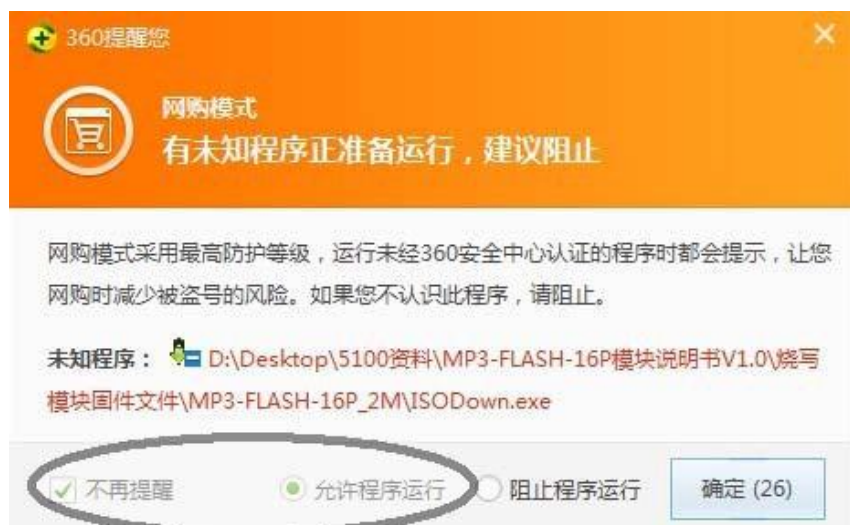 360提醒您
网购模式
有未知程序正准备运行，建议阻止
网购模式采用最高防护等级，运行未经360安全中心认证的程序时都会提示，让您
网购时减少被盗号的风险。如果您不认识此程序，请阻止。
未知程序： D:\Desktop\5100资料\MP3-FLASH-16P模块说明书V1.0\烧写
模块固件文件\MP3-FLASH-16P_2M\ISODown.exe
不再提醒 允许程序运行 阻止程序运行 确定 (26)